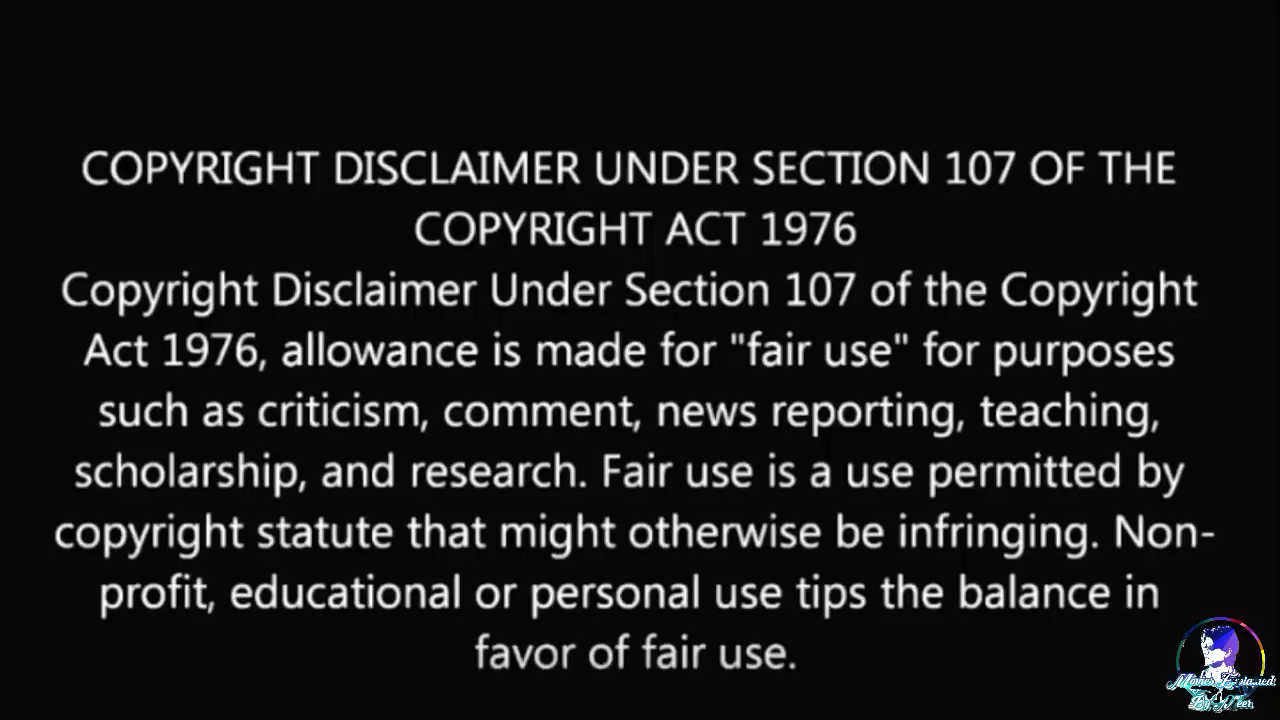 COPYRIGHT DISCLAIMER UNDER SECTION 107 OF THE
COPYRIGHT ACT 1976
Copyright Disclaimer Under Section 107 of the Copyright
Act 1976, allowance is made for "fair use" for purposes
such as criticism, comment, news reporting, teaching,
scholarship, and research. Fair use is a use permitted by
copyright statute that might otherwise be infringing. Non-
profit, educational or personal use tips the balance in
favor of fair use.
Movies
By